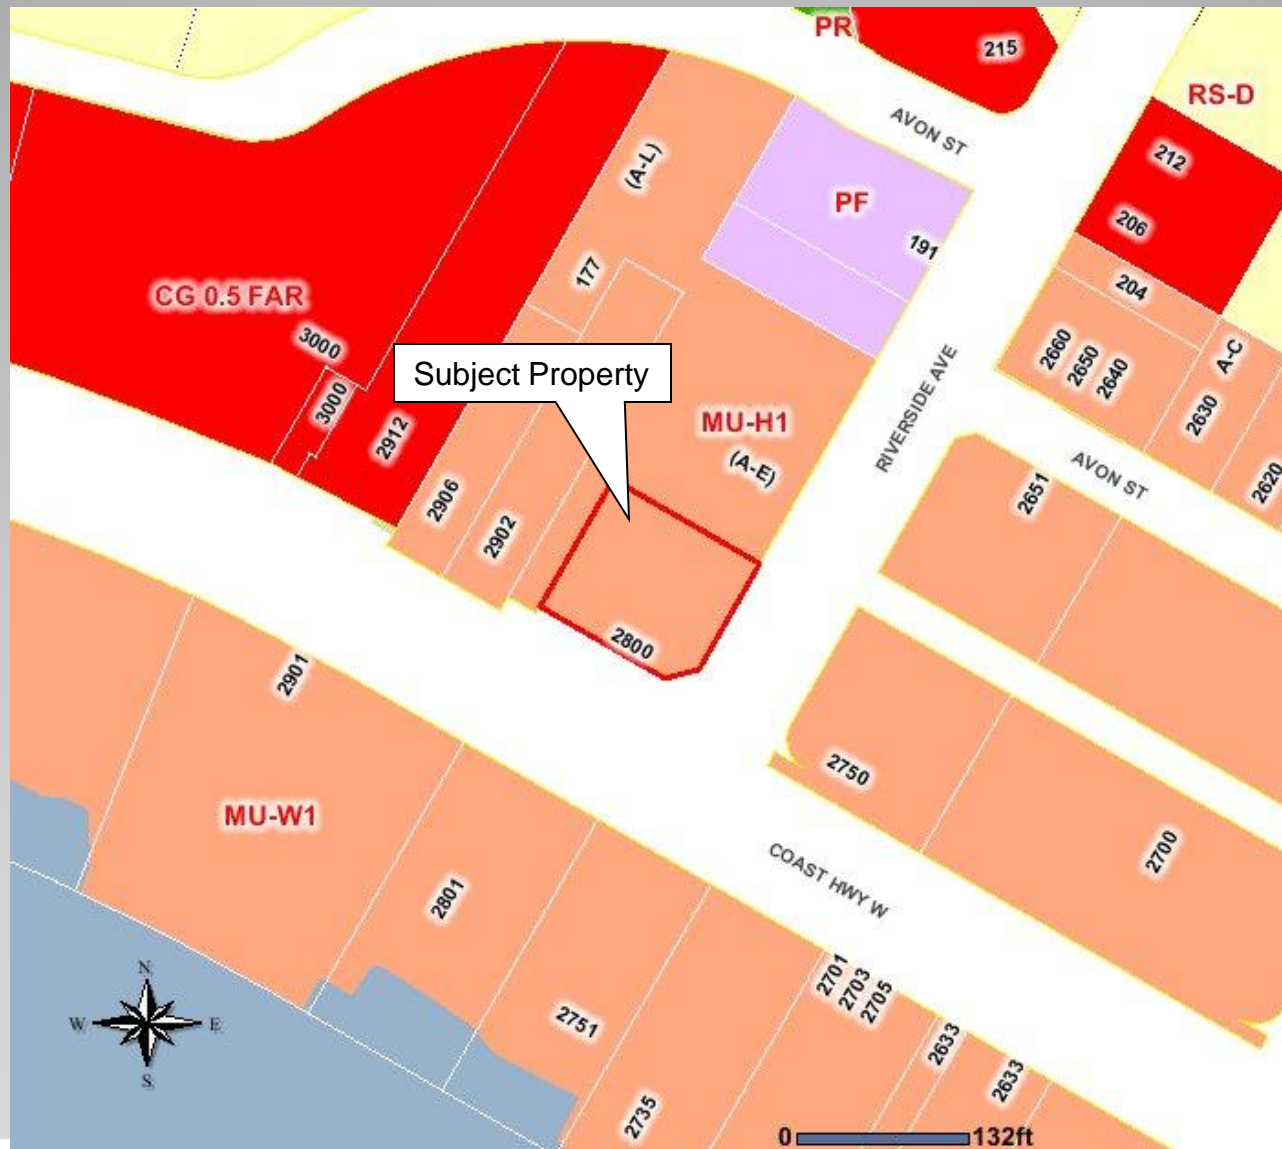 PR
215
RS-D
AVON ST
212
(A-L)
PF
206
191
177
204
CG 0.5 FAR
3000
2660
2650
2640
A-C
3000
Subject Property
2630
RIVERSIDE AVE
2912
MU-H1
(A-E)
AVON ST
2620
2906
2651
2902
2800
2901
2750
MU-W1
2700
COAST HWY W
2801
2701
2703
2705
N
W
E
S
2751
2633
2633
2735
0
132ft